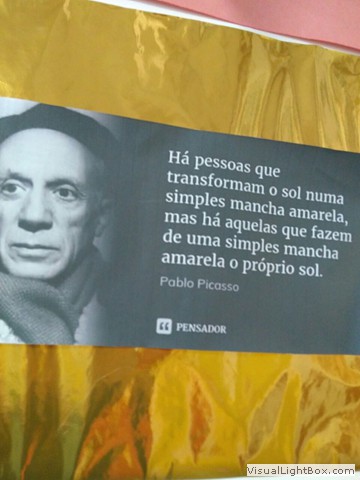 Há pessoas que
transformam o sol numa
simples mancha amarela,
mas há aquelas que fazem
de uma simples mancha
amarela o próprio sol.
Pablo Picasso
PENSADOR
VisualLightBox.com